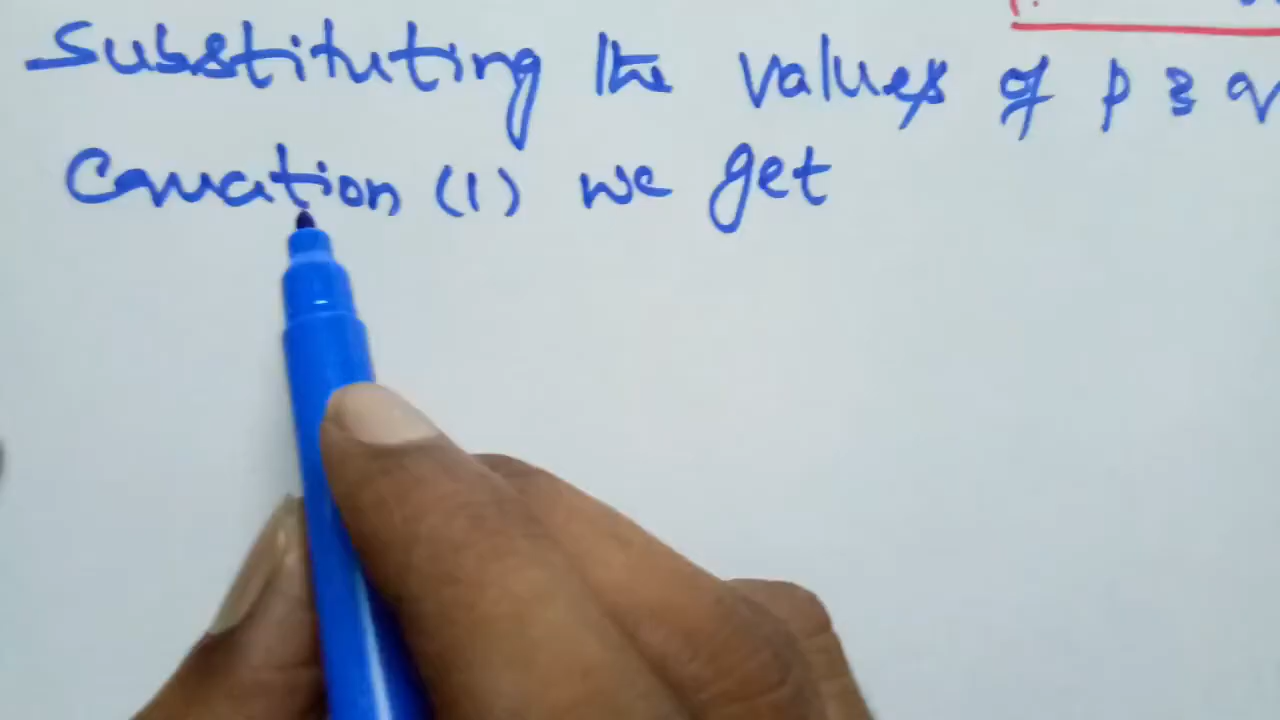 Substituting the values of p & q
Equation (1) we get